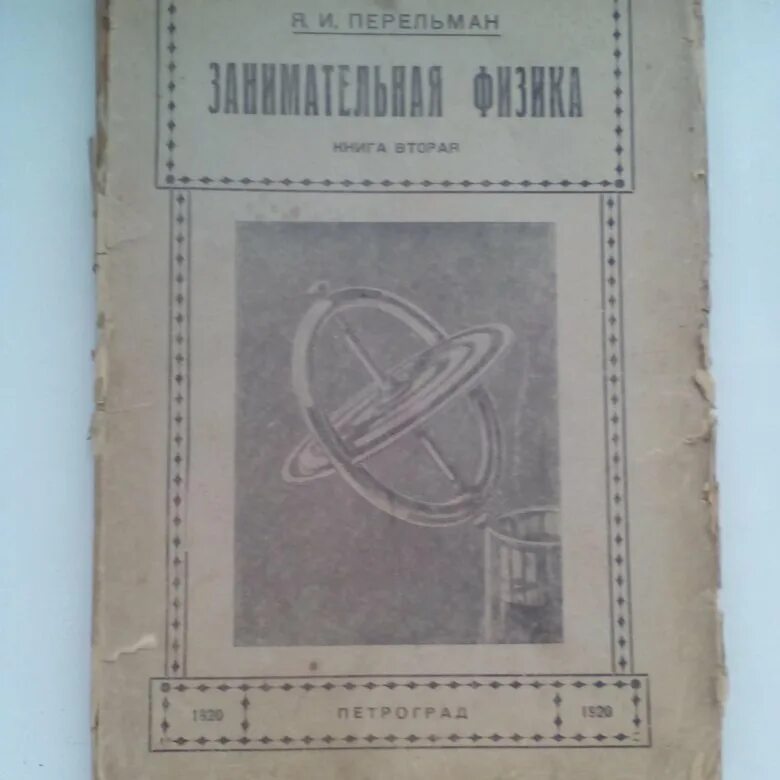 Я. И. ПЕРЕЛЬМАН
ЗАНИМАТЕЛЬНАЯ ФИЗИКА
КНИГА ВТОРАЯ
1920 ПЕТРОГРАД 1920